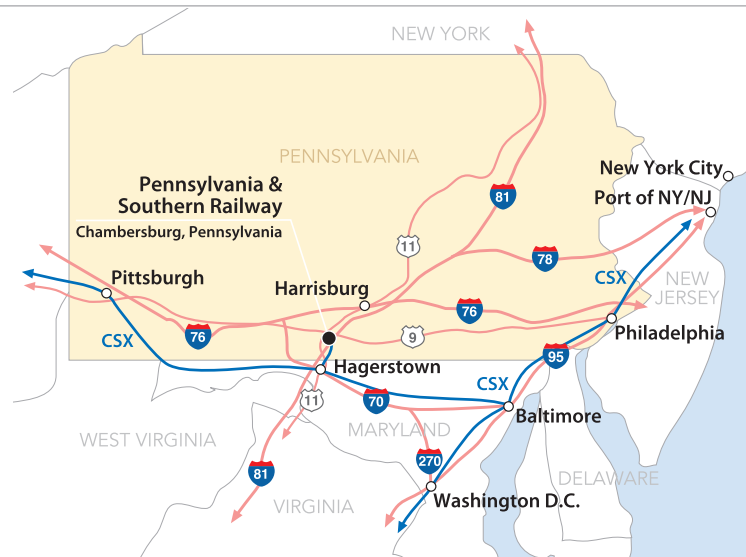 NEW YORK
PENNSYLVANIA
New York City
Pennsylvania &
Southern Railway
81
Port of NY/NJ
Chambersburg, Pennsylvania
11
78
Pittsburgh
CSX
NEW
JERSEY
Harrisburg
76
76
9
Philadelphia
CSX
95
Hagerstown
CSX
70
11
Baltimore
MARYLAND
WEST VIRGINIA
270
81
DELAWARE
Washington D.C.
VIRGINIA